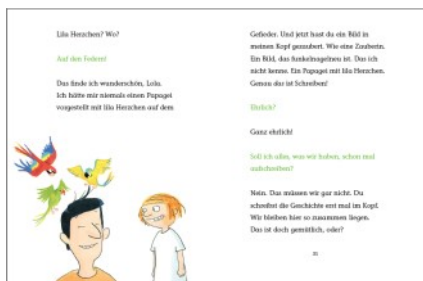 Lila Herzchen? Wo?
Auf den Federn!
Das finde ich wunderschön, Lola.
Ich hätte mir niemals einen Papagei
vorgestellt mit lila Herzchen auf dem
Gefieder. Und jetzt hast du ein Bild in
meinen Kopf gezaubert. Wie eine Zauberin.
Ein Bild, das funkelnagelneu ist. Das ich
nicht kenne. Ein Papagei mit lila Herzchen.
Genau das ist Schreiben!
Ehrlich?
Ganz ehrlich!
Soll ich alles, was wir haben, schon mal
aufschreiben?
Nein. Das müssen wir gar nicht. Du
schreibst die Geschichte erst mal im Kopf.
Wir bleiben hier so zusammen liegen.
Das ist doch gemütlich, oder?